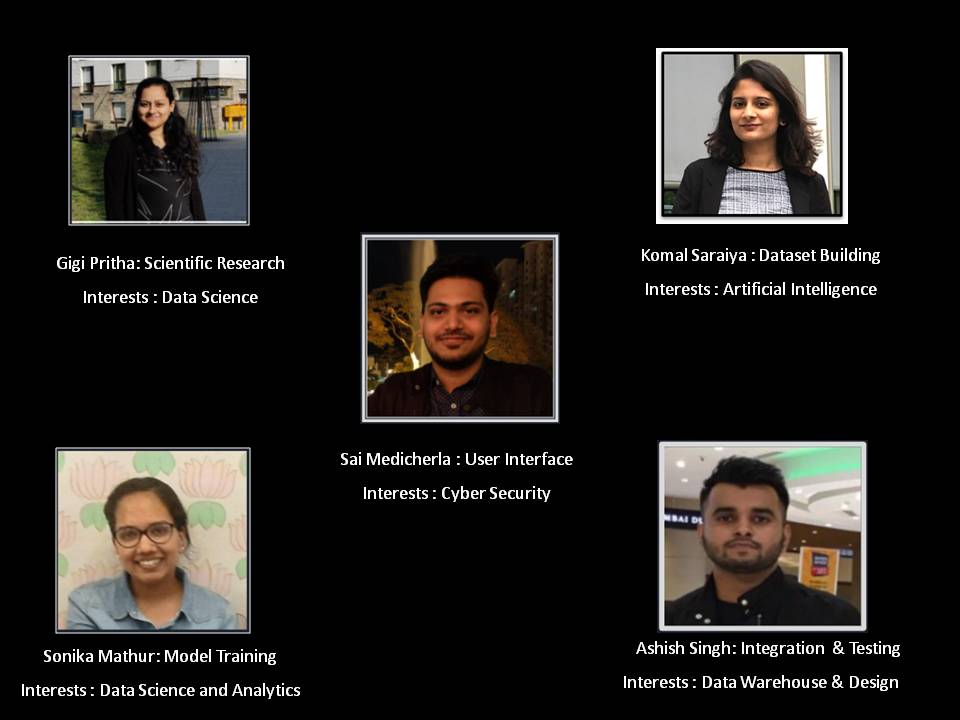 Gigi Pritha: Scientific Research
Interests : Data Science
Komal Saraiya : Dataset Building
Interests : Artificial Intelligence
Sai Medicherla : User Interface
Interests : Cyber Security
Sonika Mathur: Model Training
Interests : Data Science and Analytics
Ashish Singh: Integration & Testing
Interests : Data Warehouse & Design